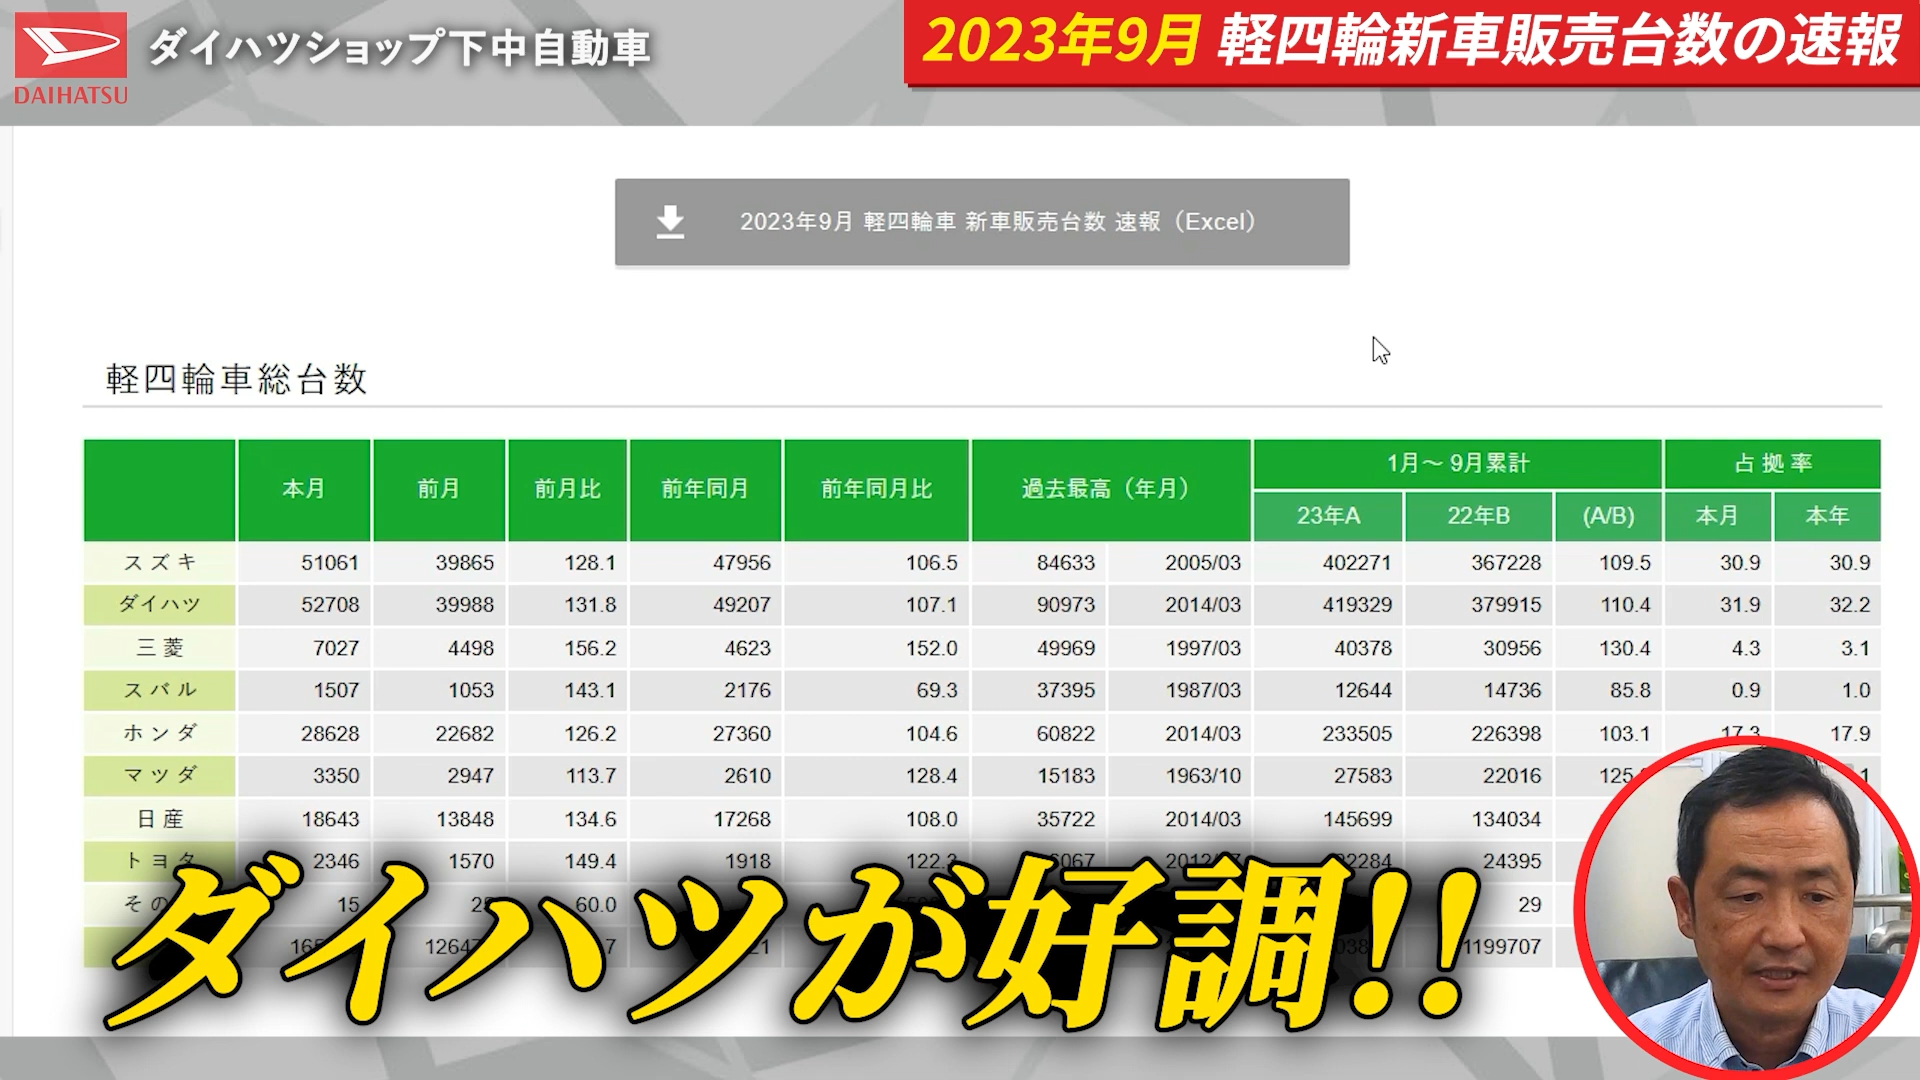 DAIHATSU
ダイハツショップ下中自動車
2023年9月 軽四輪新車販売台数の速報
2023年9月 軽四輪車 新車販売台数 速報（Excel）
軽四輪車総台数
本月 前月 前月比 前年同月 前年同月比 過去最高（年月） 1月～ 9月累計 占 拠 率
23年A 22年B (A/B) 本月 本年
スズキ 51061 39865 128.1 47956 106.5 84633 2005/03 402271 367228 109.5 30.9 30.9
ダイハツ 52708 39988 131.8 49207 107.1 90973 2014/03 419329 379915 110.4 31.9 32.2
三菱 7027 4498 156.2 4623 152.0 49969 1997/03 40378 30956 130.4 4.3 3.1
スバル 1507 1053 143.1 2176 69.3 37395 1987/03 12644 14736 85.8 0.9 1.0
ホンダ 28628 22682 126.2 27360 104.6 60822 2014/03 233505 226398 103.1 17.3 17.9
マツダ 3350 2947 113.7 2610 128.4 15183 1963/10 27583 22016
日産 18643 13848 134.6 17268 108.0 35722 2014/03 145699 134034
トヨタ 2346 1570 149.4 1918 24395
15 60.0 29
1199707
ダイハツが好調!!